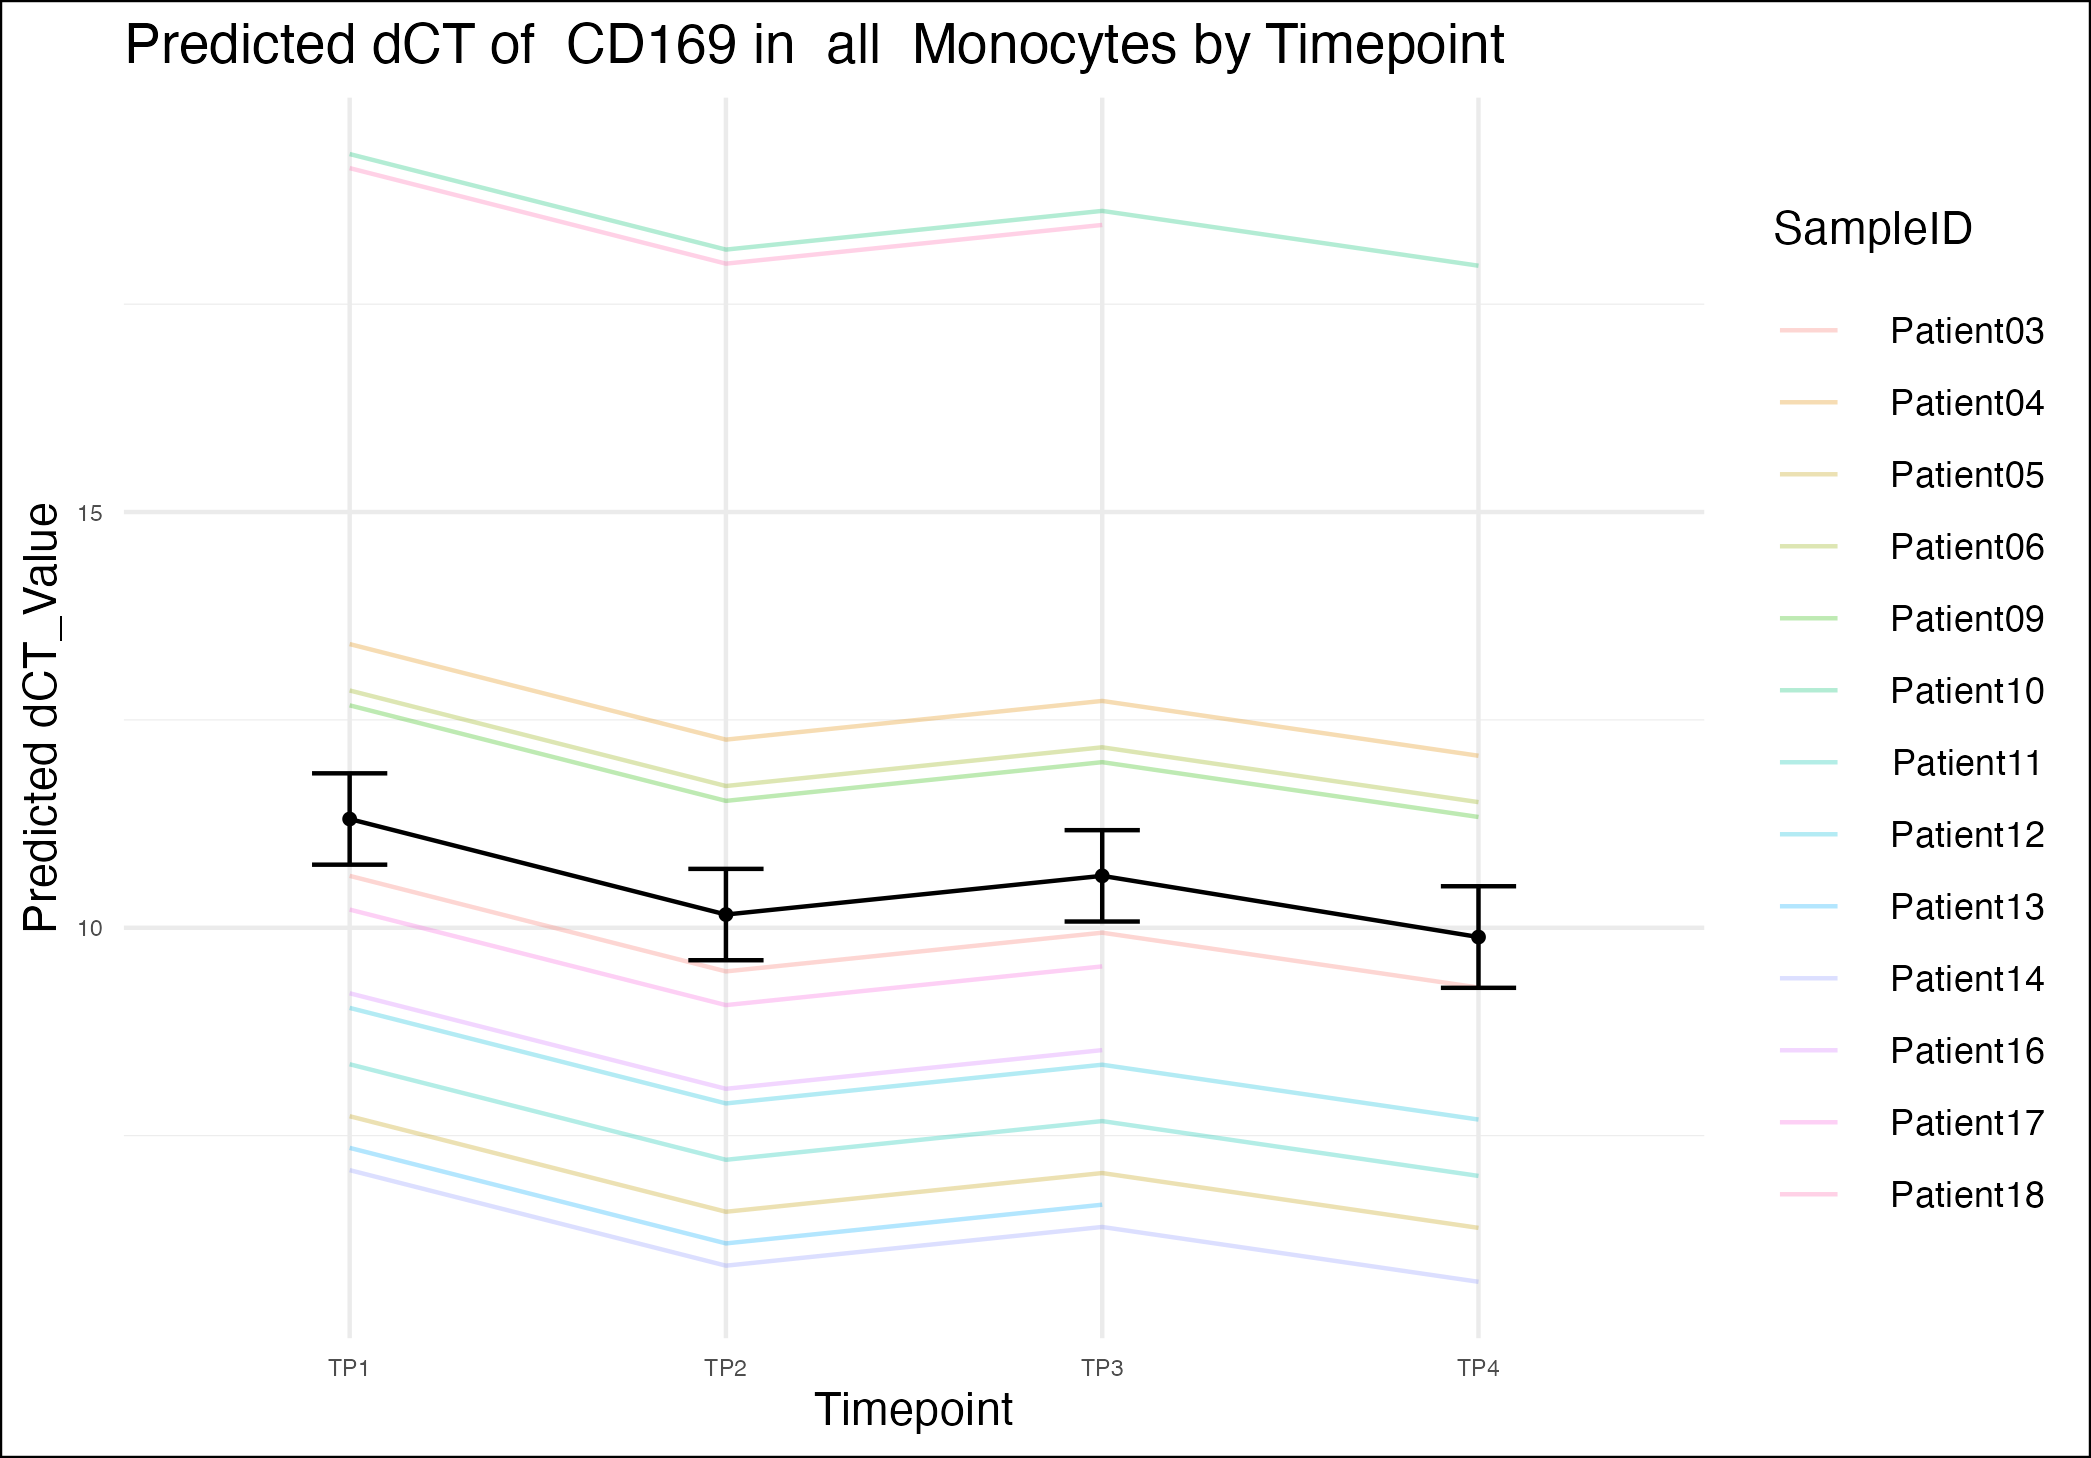 Predicted dCT of  CD169 in  all  Monocytes by Timepoint
Predicted dCT_Value
15
10
TP1
TP2
TP3
TP4
Timepoint
SampleID
Patient03
Patient04
Patient05
Patient06
Patient09
Patient10
Patient11
Patient12
Patient13
Patient14
Patient16
Patient17
Patient18